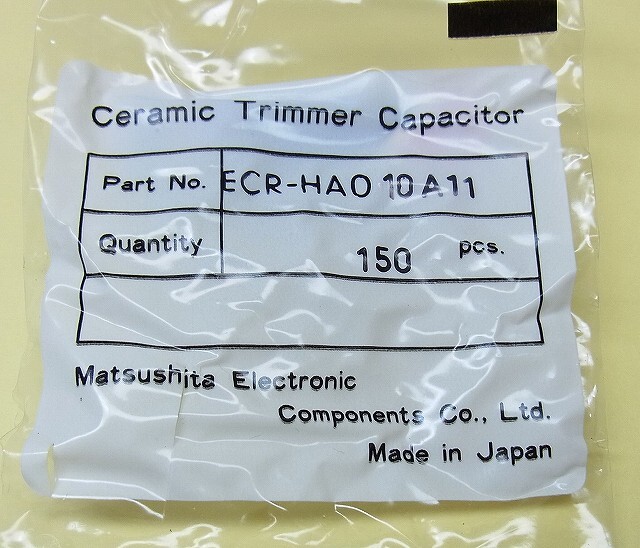 Ceramic Trimmer Capacitor
Part No. ECR-HA010A11
Quantity 150 pcs.
Matsushita Electronic
Components Co., Ltd.
Made in Japan